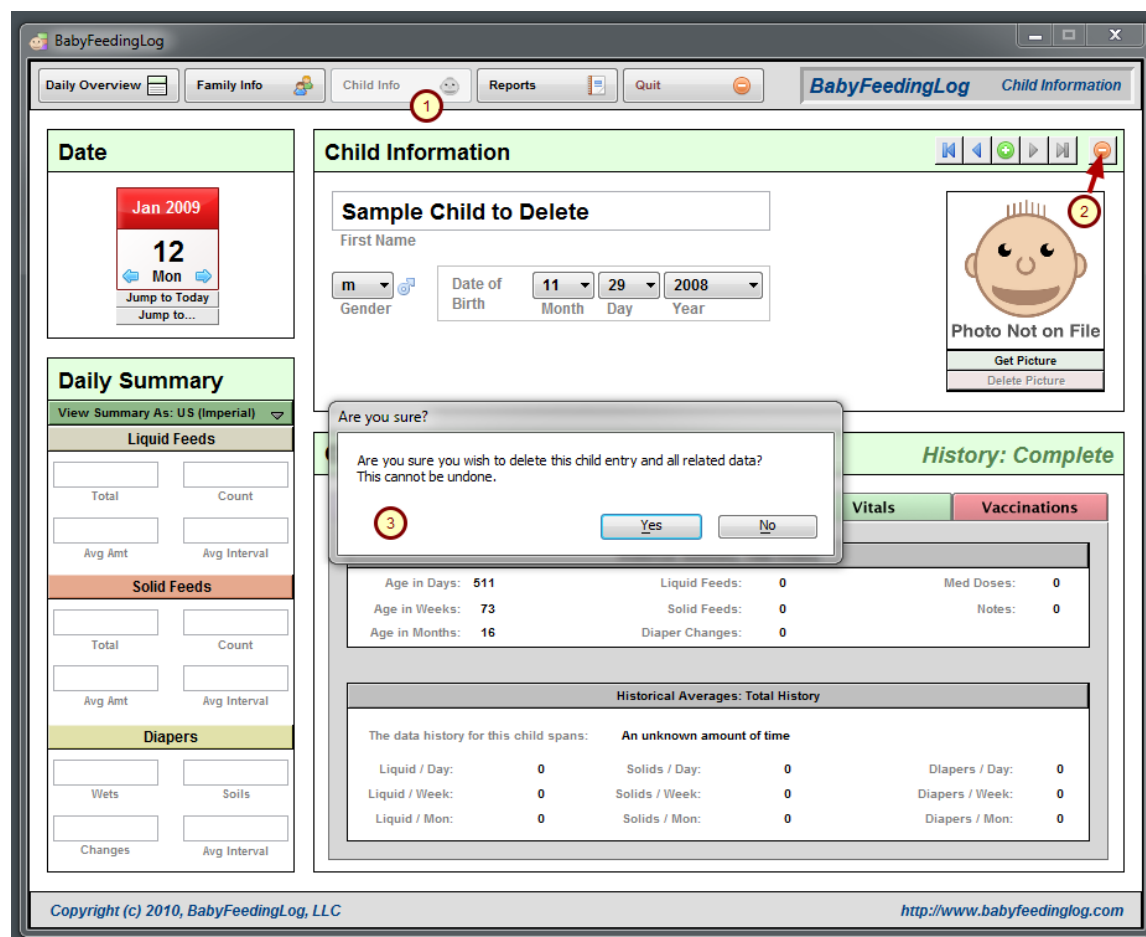 BabyFeedingLog
Daily Overview
Family Info
Child Info
Reports
Quit
BabyFeedingLog Child Information
1
Date
Jan 2009
12
Mon
Jump to Today
Jump to...
Child Information
2
Sample Child to Delete
First Name
m
Gender
Date of
Birth
11 29 2008
Month Day Year
Photo Not on File
Get Picture
Delete Picture
Daily Summary
View Summary As: US (Imperial)
Liquid Feeds
Total Count
Avg Amt Avg Interval
Solid Feeds
Total Count
Avg Amt Avg Interval
Diapers
Wets Soils
Changes Avg Interval
Are you sure?
Are you sure you wish to delete this child entry and all related data?
This cannot be undone.
3
Yes No
History: Complete
Vitals Vaccinations
Age in Days: 511 Liquid Feeds: 0 Med Doses: 0
Age in Weeks: 73 Solid Feeds: 0 Notes: 0
Age in Months: 16 Diaper Changes: 0
Historical Averages: Total History
The data history for this child spans: An unknown amount of time
Liquid / Day: 0 Solids / Day: 0 DIapers / Day: 0
Liquid / Week: 0 Solids / Week: 0 Diapers / Week: 0
Liquid / Mon: 0 Solids / Mon: 0 Diapers / Mon: 0
Copyright (c) 2010, BabyFeedingLog, LLC
http://www.babyfeedinglog.com